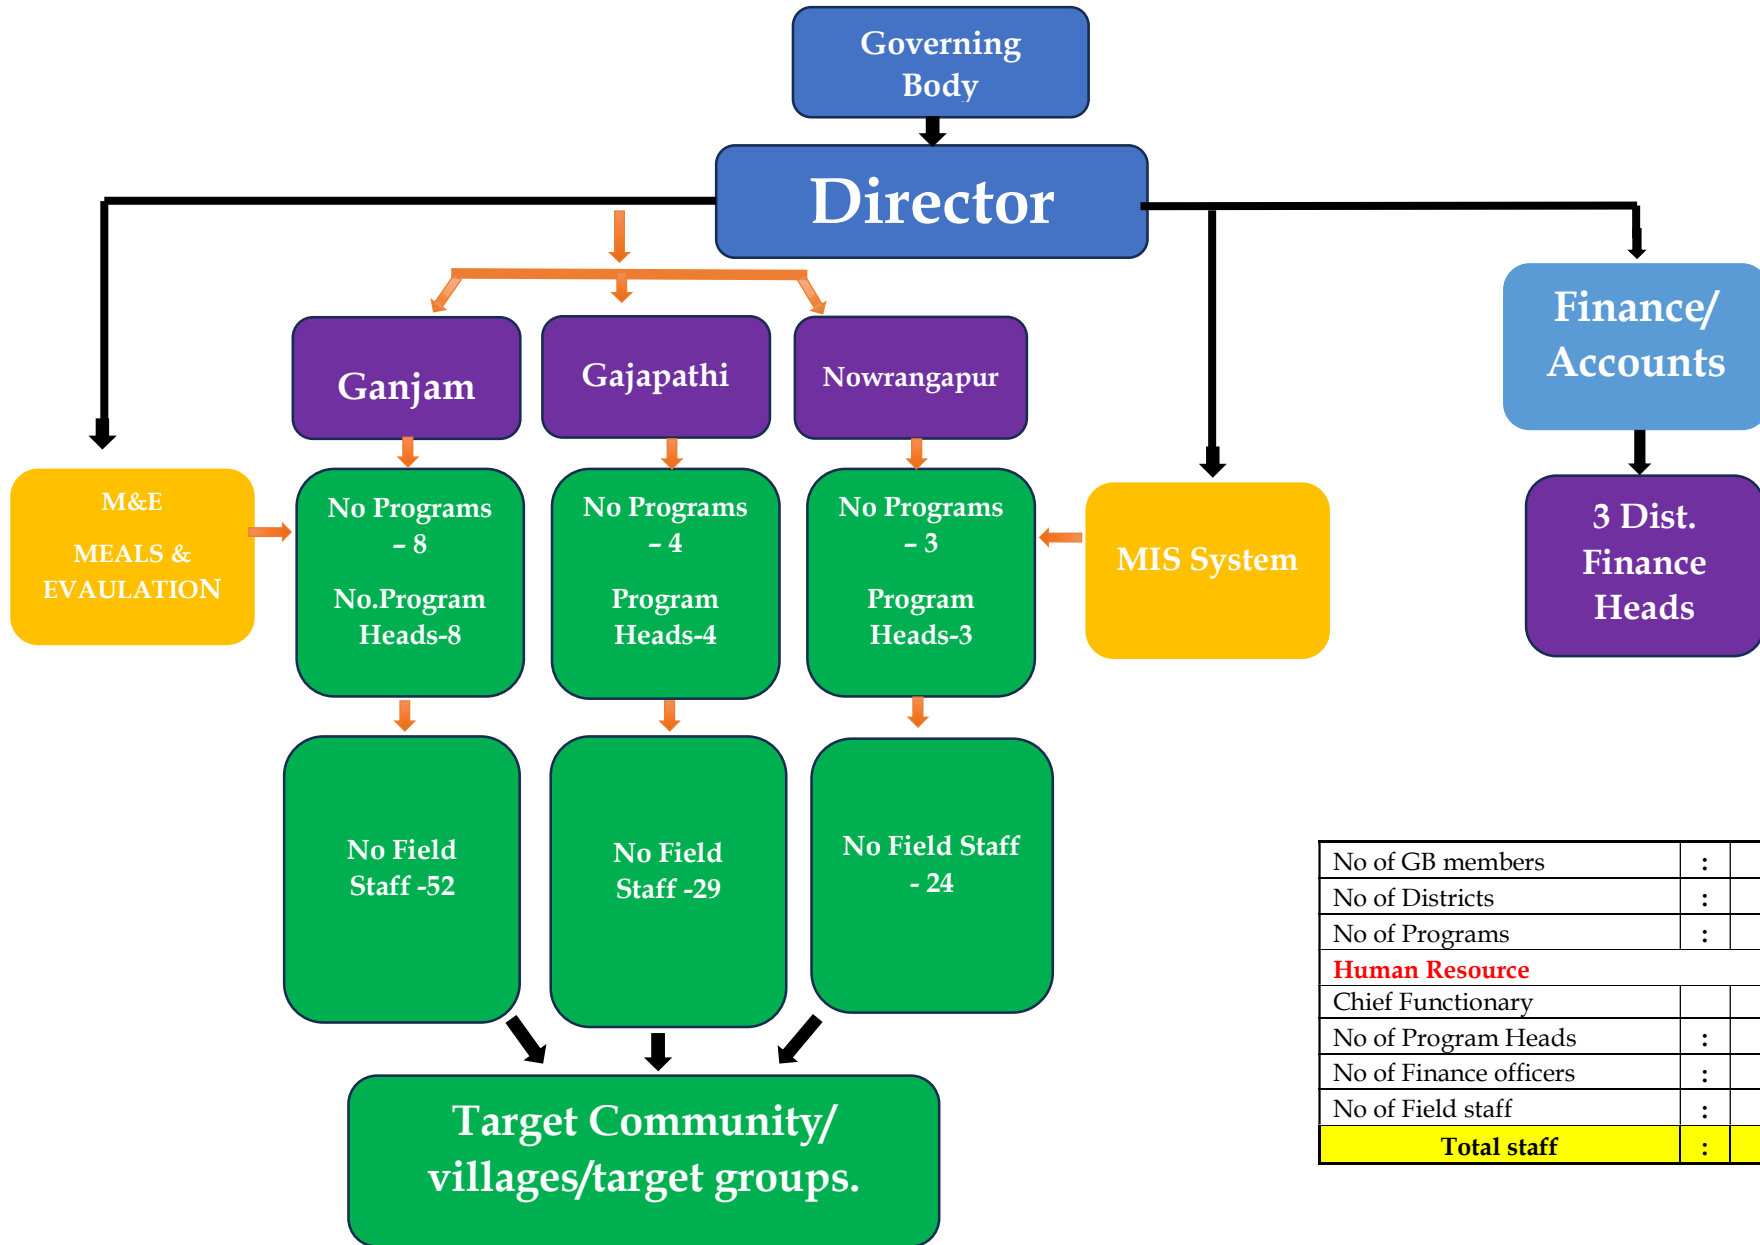 Governing
Body
Director
Finance/
Accounts
Ganjam
Gajapathi
Nowrangapur
M&E
MEALS &
EVAULATION
No Programs
– 8
No.Program
Heads-8
No Programs
– 4
Program
Heads-4
No Programs
– 3
Program
Heads-3
MIS System
3 Dist.
Finance
Heads
No Field
Staff -52
No Field
Staff -29
No Field Staff
- 24
Target Community/
villages/target groups.
No of GB members :
No of Districts :
No of Programs :
Human Resource
Chief Functionary
No of Program Heads :
No of Finance officers :
No of Field staff :
Total staff :